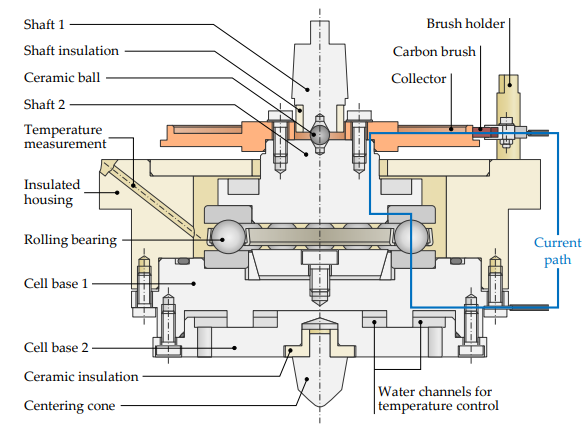 Shaft 1
Shaft insulation
Ceramic ball
Shaft 2
Temperature
measurement
Insulated
housing
Rolling bearing
Cell base 1
Cell base 2
Ceramic insulation
Centering cone
Brush holder
Carbon brush
Collector
Current
path
Water channels for
temperature control